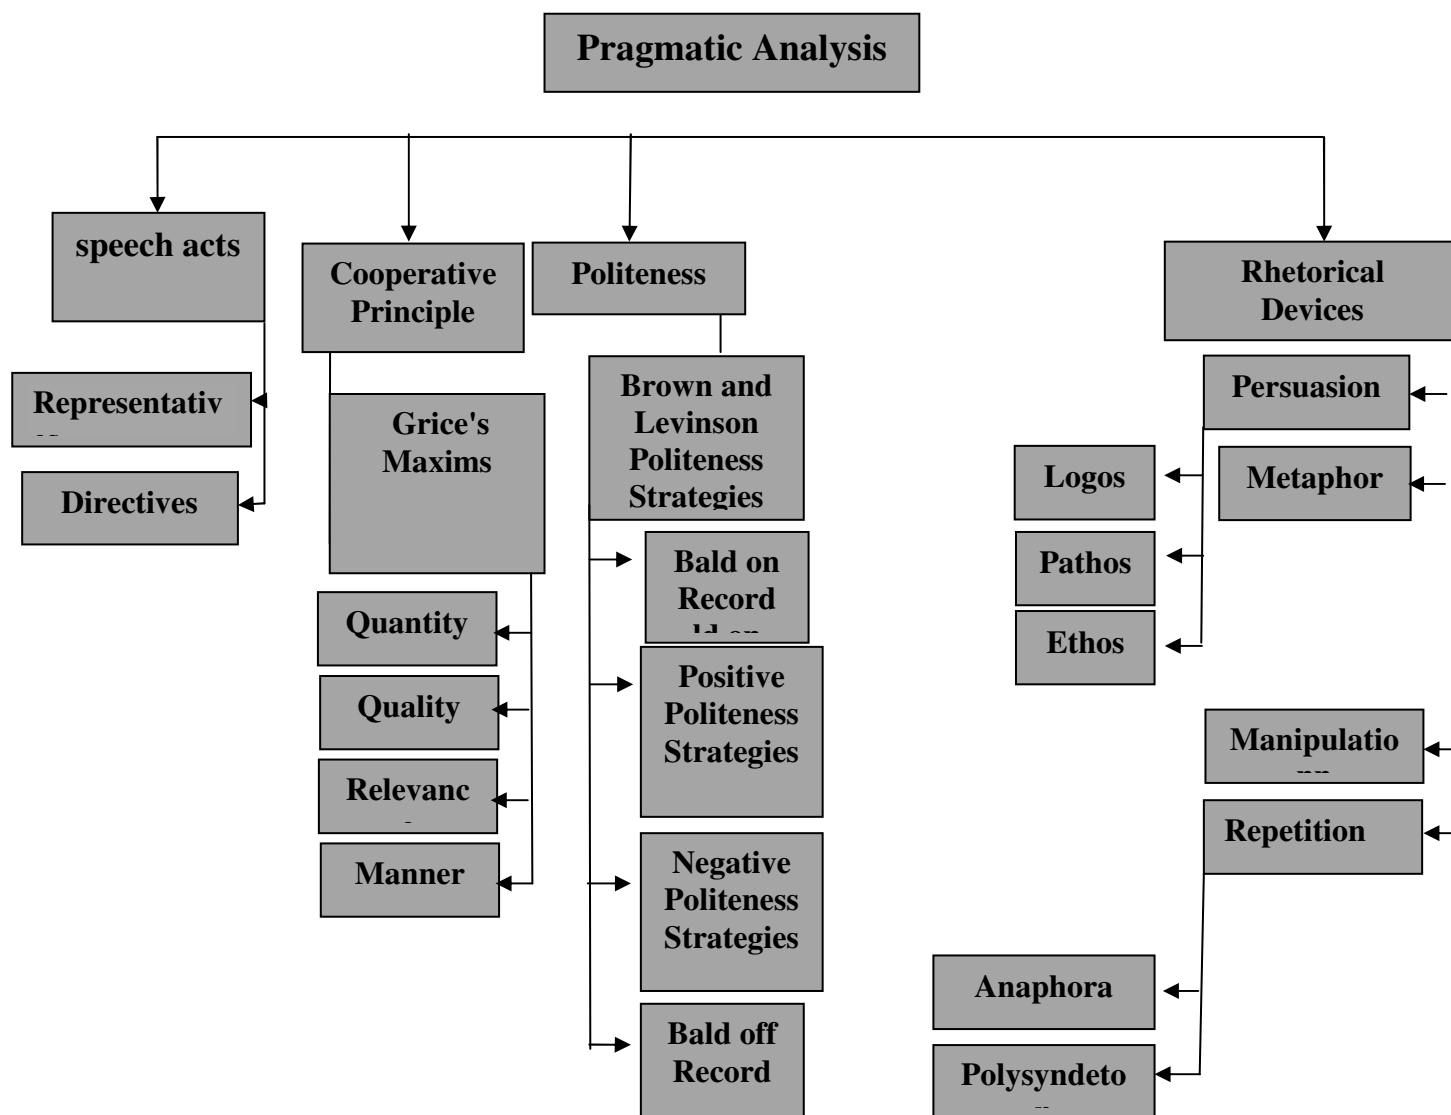 Pragmatic Analysis
speech acts
Representativ
Directives
Cooperative
Principle
Grice's
Maxims
Quantity
Quality
Relevanc
Manner
Politeness
Brown and
Levinson
Politeness
Strategies
Bald on
Record
Positive
Politeness
Strategies
Negative
Politeness
Strategies
Bald off
Record
Rhetorical
Devices
Persuasion
Logos
Pathos
Ethos
Metaphor
Manipulatio
Repetition
Anaphora
Polysyndeto